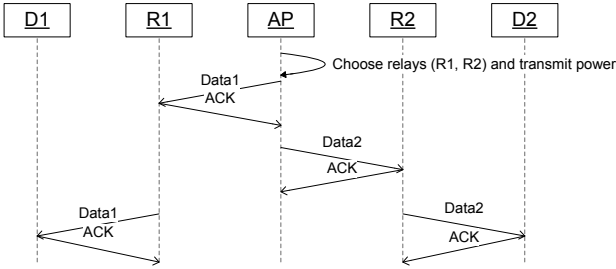 D1
R1
AP
R2
D2
Choose relays (R1, R2) and transmit power
Data1
ACK
Data2
ACK
Data1
ACK
Data2
ACK